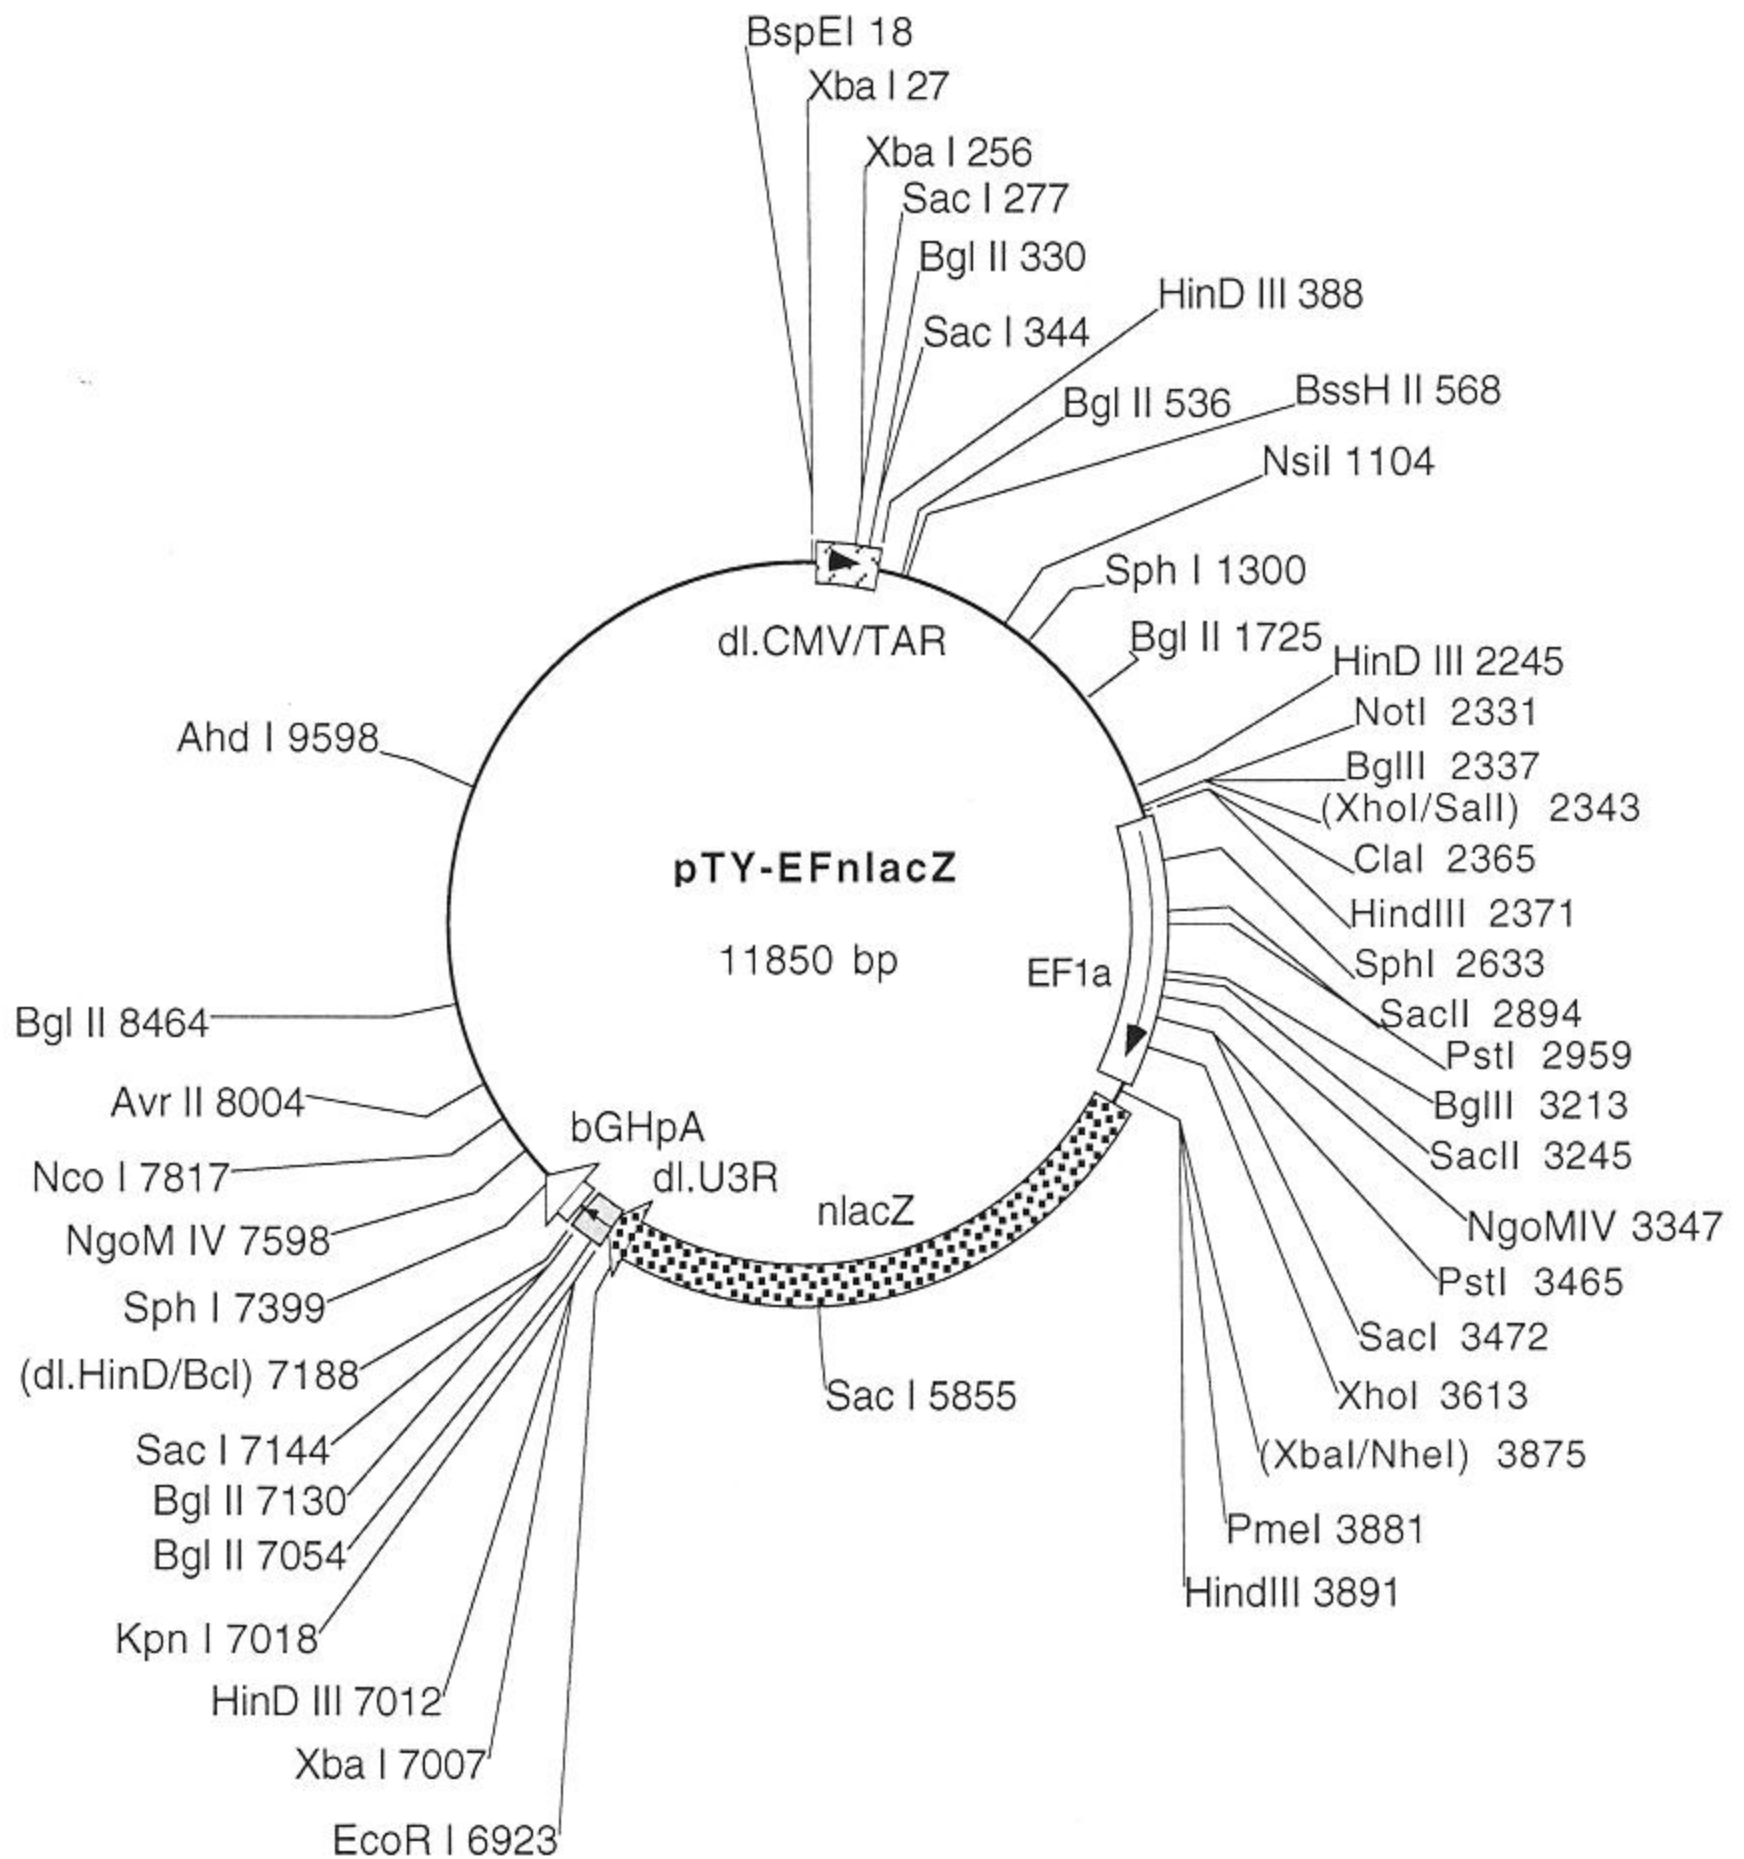 BspEI 18
Xba I 27
Xba I 256
Sac I 277
Bgl II 330
Sac I 344
HinD III 388
Bgl II 536
BssH II 568
NsiI 1104
Sph I 1300
Bgl II 1725
HinD III 2245
NotI 2331
BglII 2337
(XhoI/SalI) 2343
ClaI 2365
HindIII 2371
SphI 2633
SacII 2894
PstI 2959
BglII 3213
SacII 3245
NgoMIV 3347
PstI 3465
SacI 3472
XhoI 3613
(XbaI/NheI) 3875
PmeI 3881
HindIII 3891
Sac I 5855
EcoR I 6923
Xba I 7007
HinD III 7012
Kpn I 7018
Bgl II 7054
Bgl II 7130
Sac I 7144
(dl.HinD/Bcl) 7188
Sph I 7399
NgoM IV 7598
Nco I 7817
Avr II 8004
Bgl II 8464
Ahd I 9598
dl.CMV/TAR
pTY-EFnlacZ
11850 bp
EF1a
bGHpA
dl.U3R
nlacZ